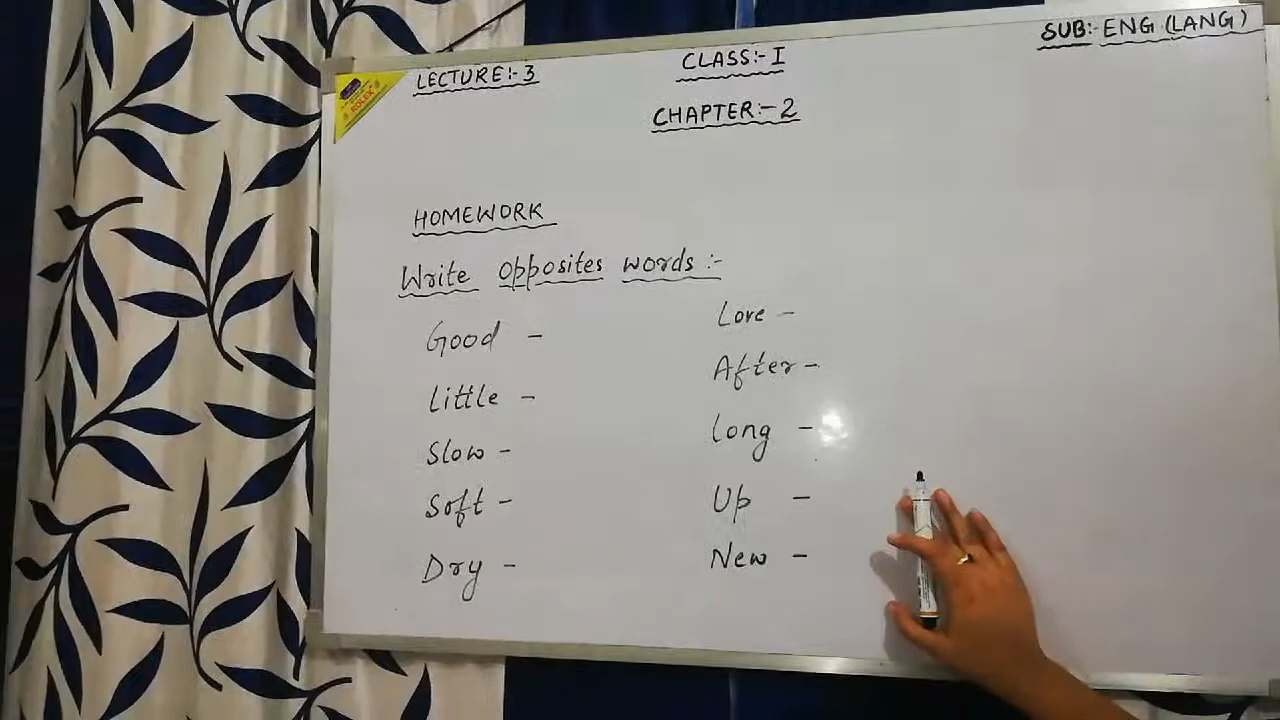 SUB:- ENG (LANG)
CLASS:- I
LECTURE:- 3
CHAPTER:- 2
ROLEX
HOMEWORK
Write opposites words :-
Good -
Little -
Slow -
Soft -
Dry -
Love -
After -
Long -
Up -
New -